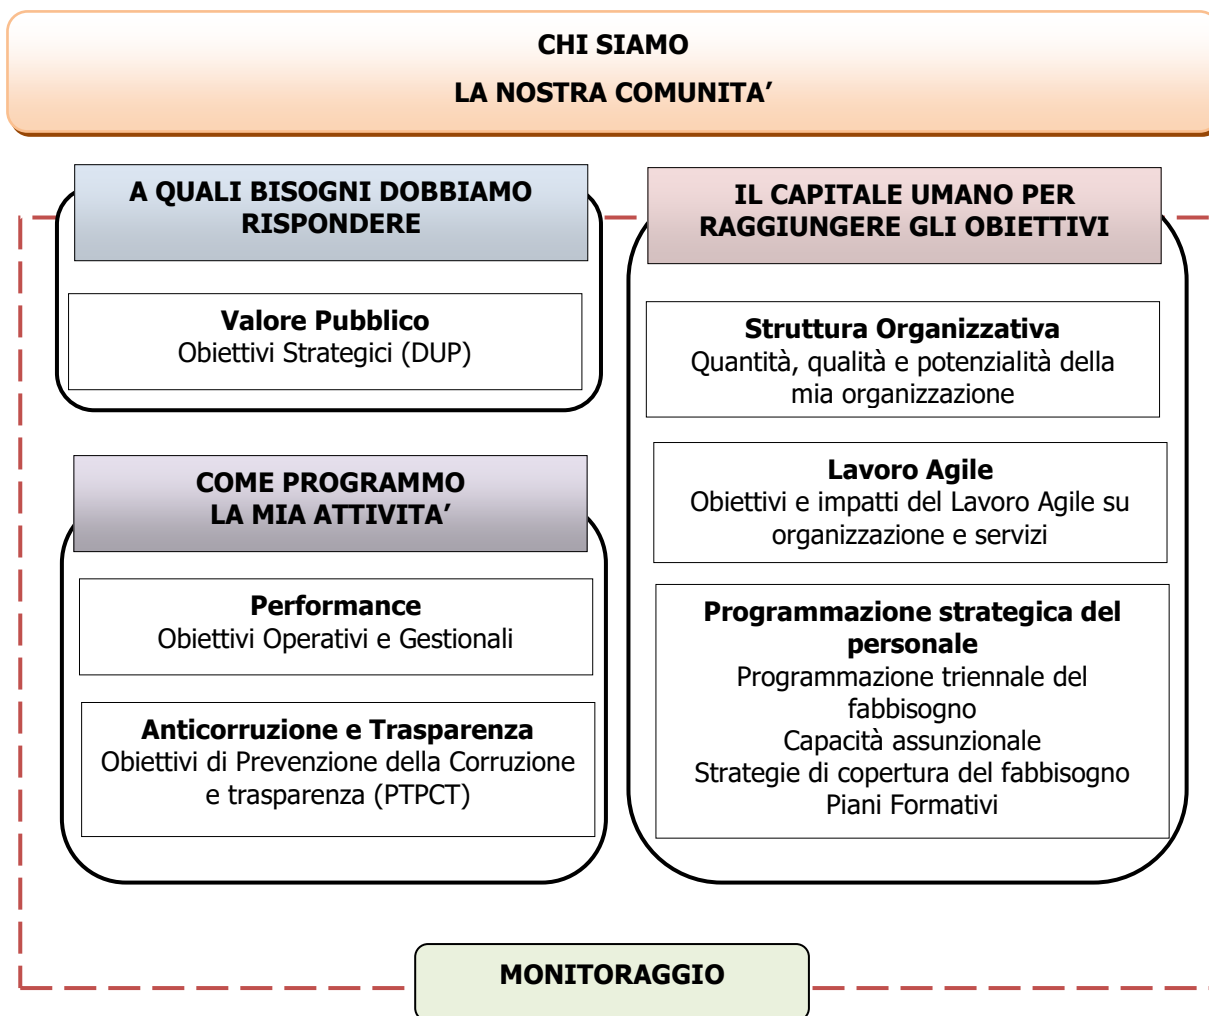 CHI SIAMO
LA NOSTRA COMUNITA’
A QUALI BISOGNI DOBBIAMO
RISPONDERE
Valore Pubblico
Obiettivi Strategici (DUP)
COME PROGRAMMO
LA MIA ATTIVITA’
Performance
Obiettivi Operativi e Gestionali
Anticorruzione e Trasparenza
Obiettivi di Prevenzione della Corruzione
e trasparenza (PTPCT)
IL CAPITALE UMANO PER
RAGGIUNGERE GLI OBIETTIVI
Struttura Organizzativa
Quantità, qualità e potenzialità della
mia organizzazione
Lavoro Agile
Obiettivi e impatti del Lavoro Agile su
organizzazione e servizi
Programmazione strategica del
personale
Programmazione triennale del
fabbisogno
Capacità assunzionale
Strategie di copertura del fabbisogno
Piani Formativi
MONITORAGGIO